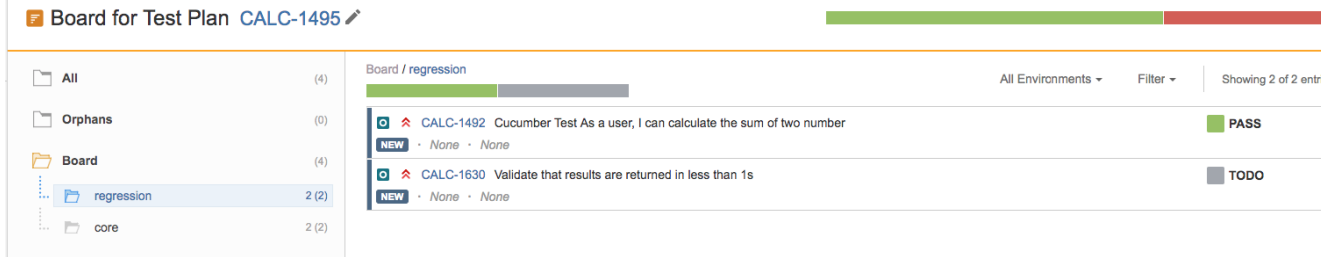 Board for Test Plan CALC-1495
All (4)
Orphans (0)
Board (4)
regression 2 (2)
core 2 (2)
Board / regression
All Environments Filter Showing 2 of 2 entri
CALC-1492 Cucumber Test As a user, I can calculate the sum of two number PASS
NEW · None · None
CALC-1630 Validate that results are returned in less than 1s TODO
NEW · None · None